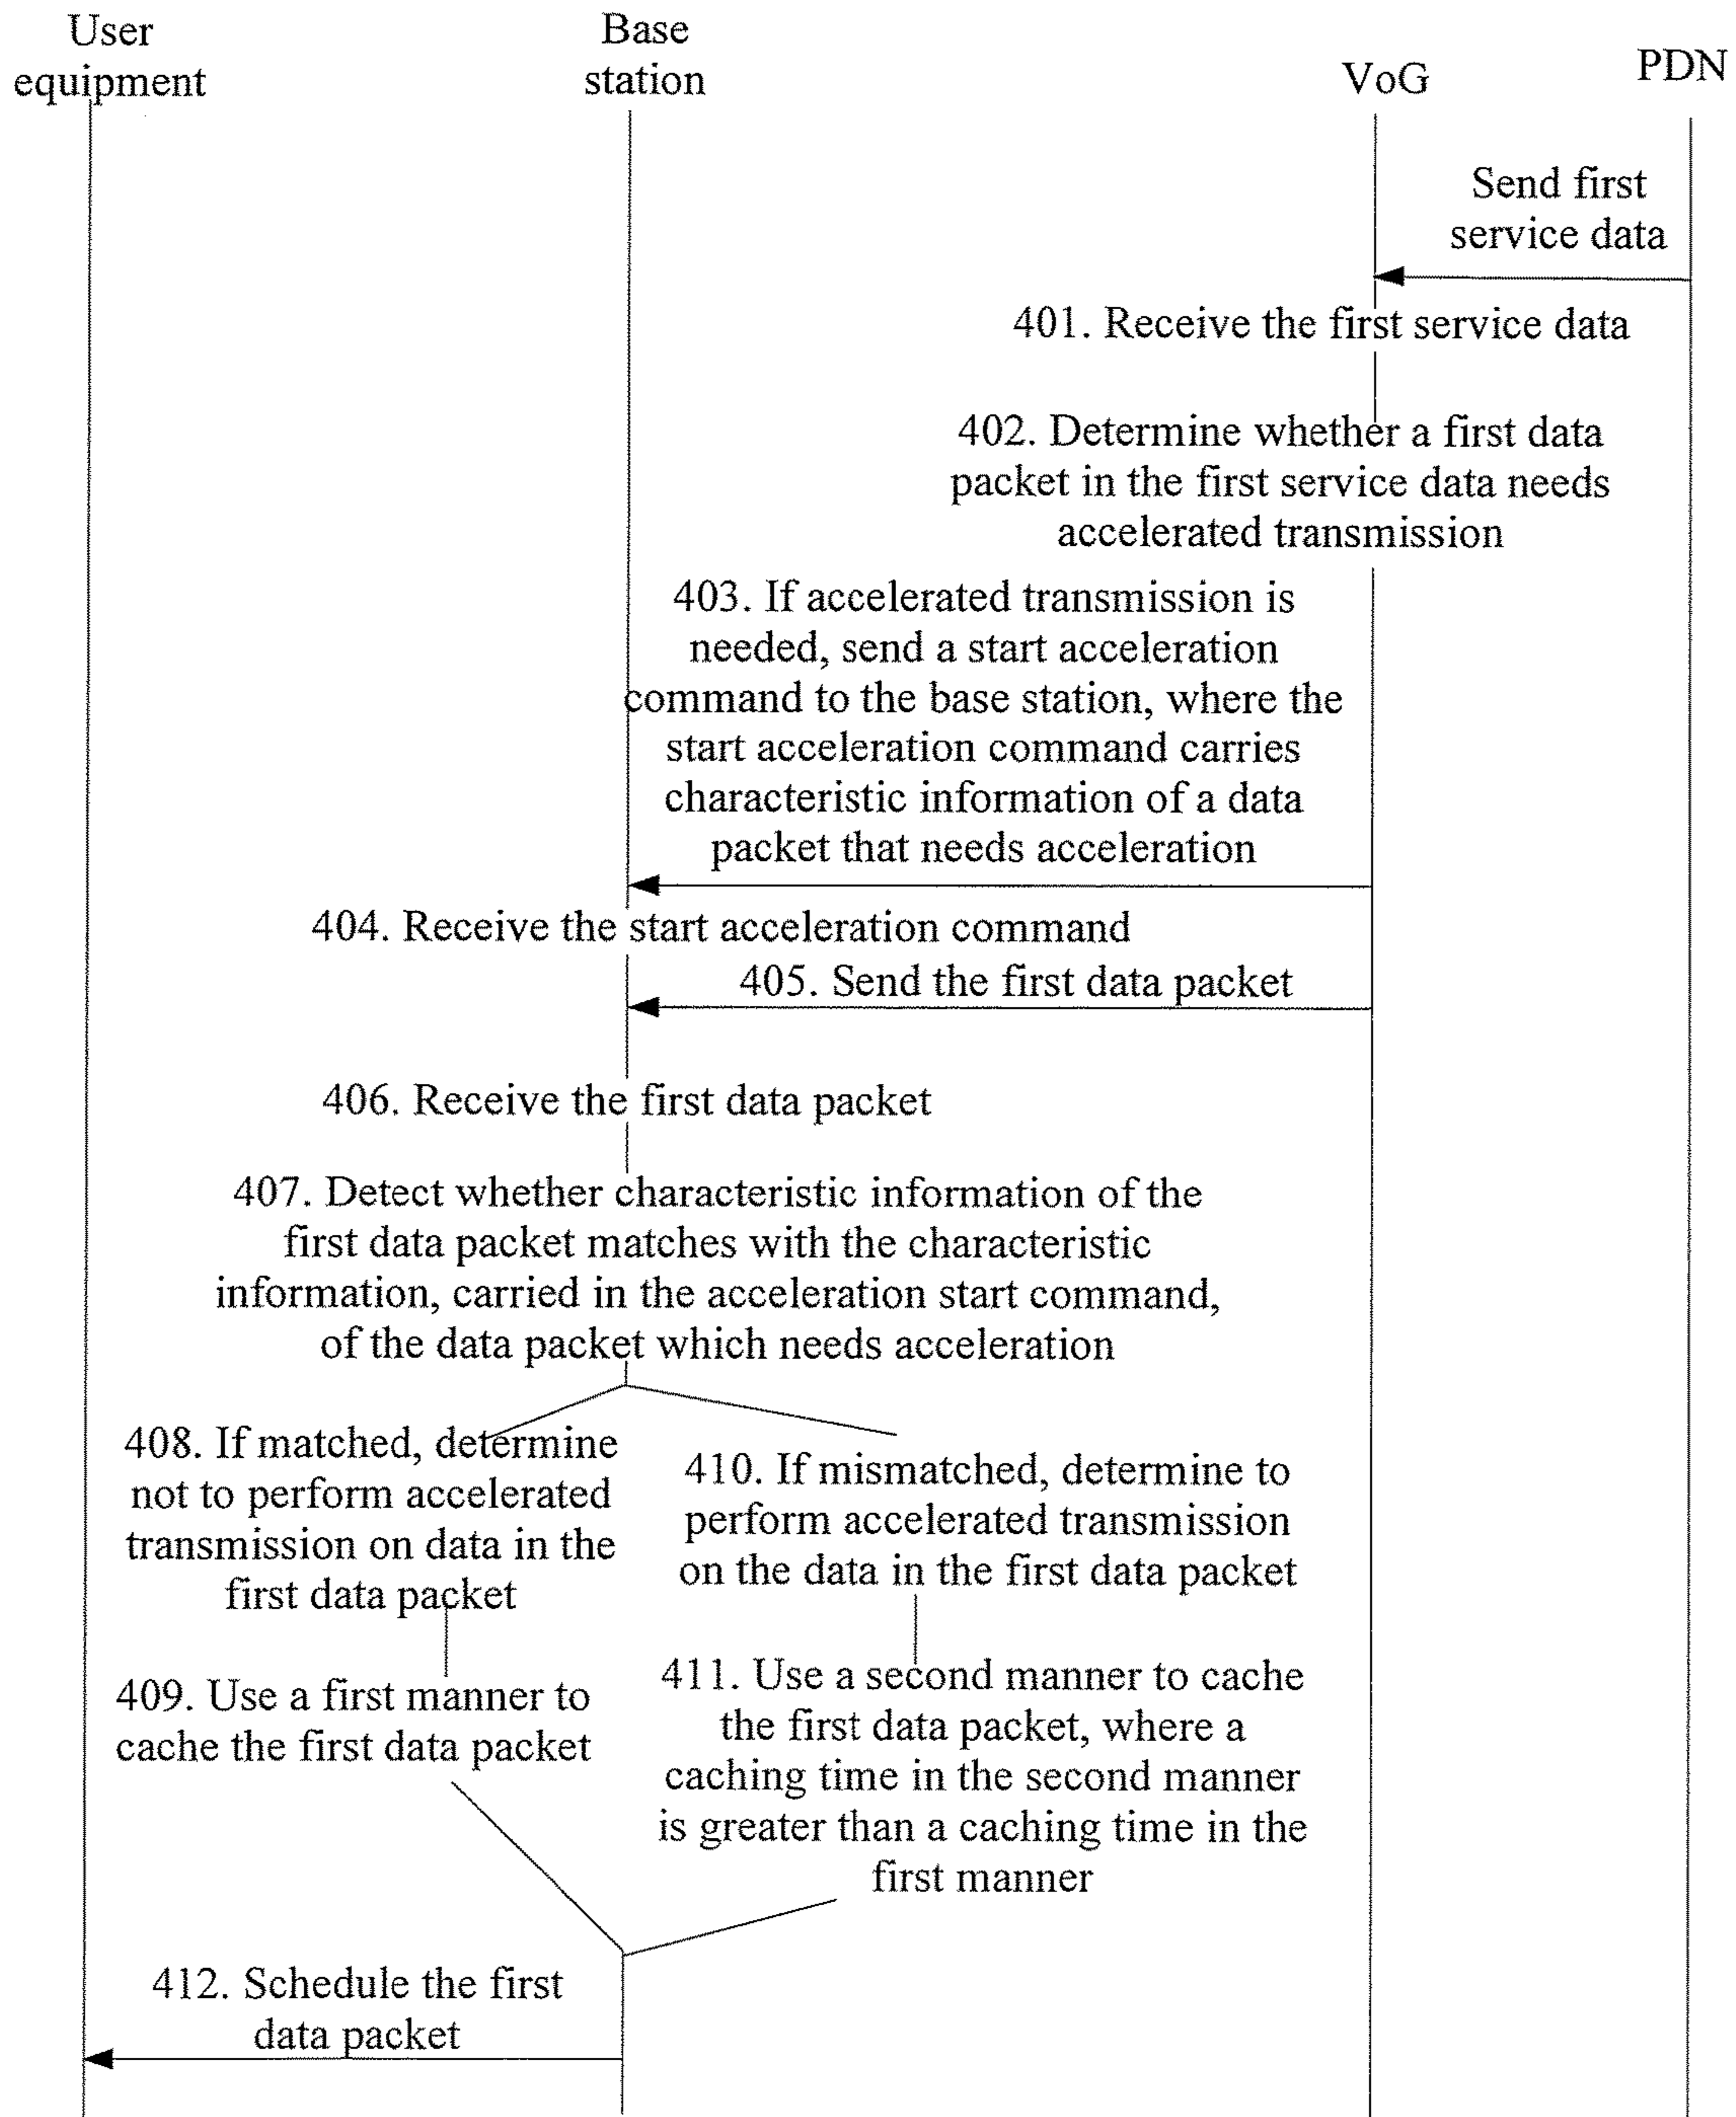 User
equipment
Base
station
VoG
PDN
Send first
service data
401. Receive the first service data
402. Determine whether a first data
packet in the first service data needs
accelerated transmission
403. If accelerated transmission is
needed, send a start acceleration
command to the base station, where the
start acceleration command carries
characteristic information of a data
packet that needs acceleration
404. Receive the start acceleration command
405. Send the first data packet
406. Receive the first data packet
407. Detect whether characteristic information of the
first data packet matches with the characteristic
information, carried in the acceleration start command,
of the data packet which needs acceleration
408. If matched, determine
not to perform accelerated
transmission on data in the
first data packet
410. If mismatched, determine to
perform accelerated transmission
on the data in the first data packet
409. Use a first manner to
cache the first data packet
411. Use a second manner to cache
the first data packet, where a
caching time in the second manner
is greater than a caching time in the
first manner
412. Schedule the first
data packet